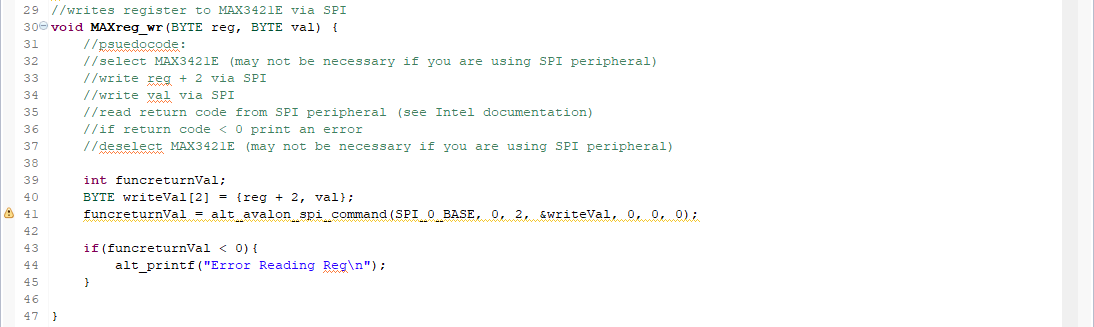 29 //writes register to MAX3421E via SPI
30 void MAXreg_wr(BYTE reg, BYTE val) {
31     //psuedocode:
32     //select MAX3421E (may not be necessary if you are using SPI peripheral)
33     //write reg + 2 via SPI
34     //write val via SPI
35     //read return code from SPI peripheral (see Intel documentation)
36     //if return code < 0 print an error
37     //deselect MAX3421E (may not be necessary if you are using SPI peripheral)
38
39     int funcreturnVal;
40     BYTE writeVal[2] = {reg + 2, val};
41     funcreturnVal = alt_avalon_spi_command(SPI_0_BASE, 0, 2, &writeVal, 0, 0, 0);
42
43     if(funcreturnVal < 0){
44         alt_printf("Error Reading Reg\n");
45     }
46
47 }